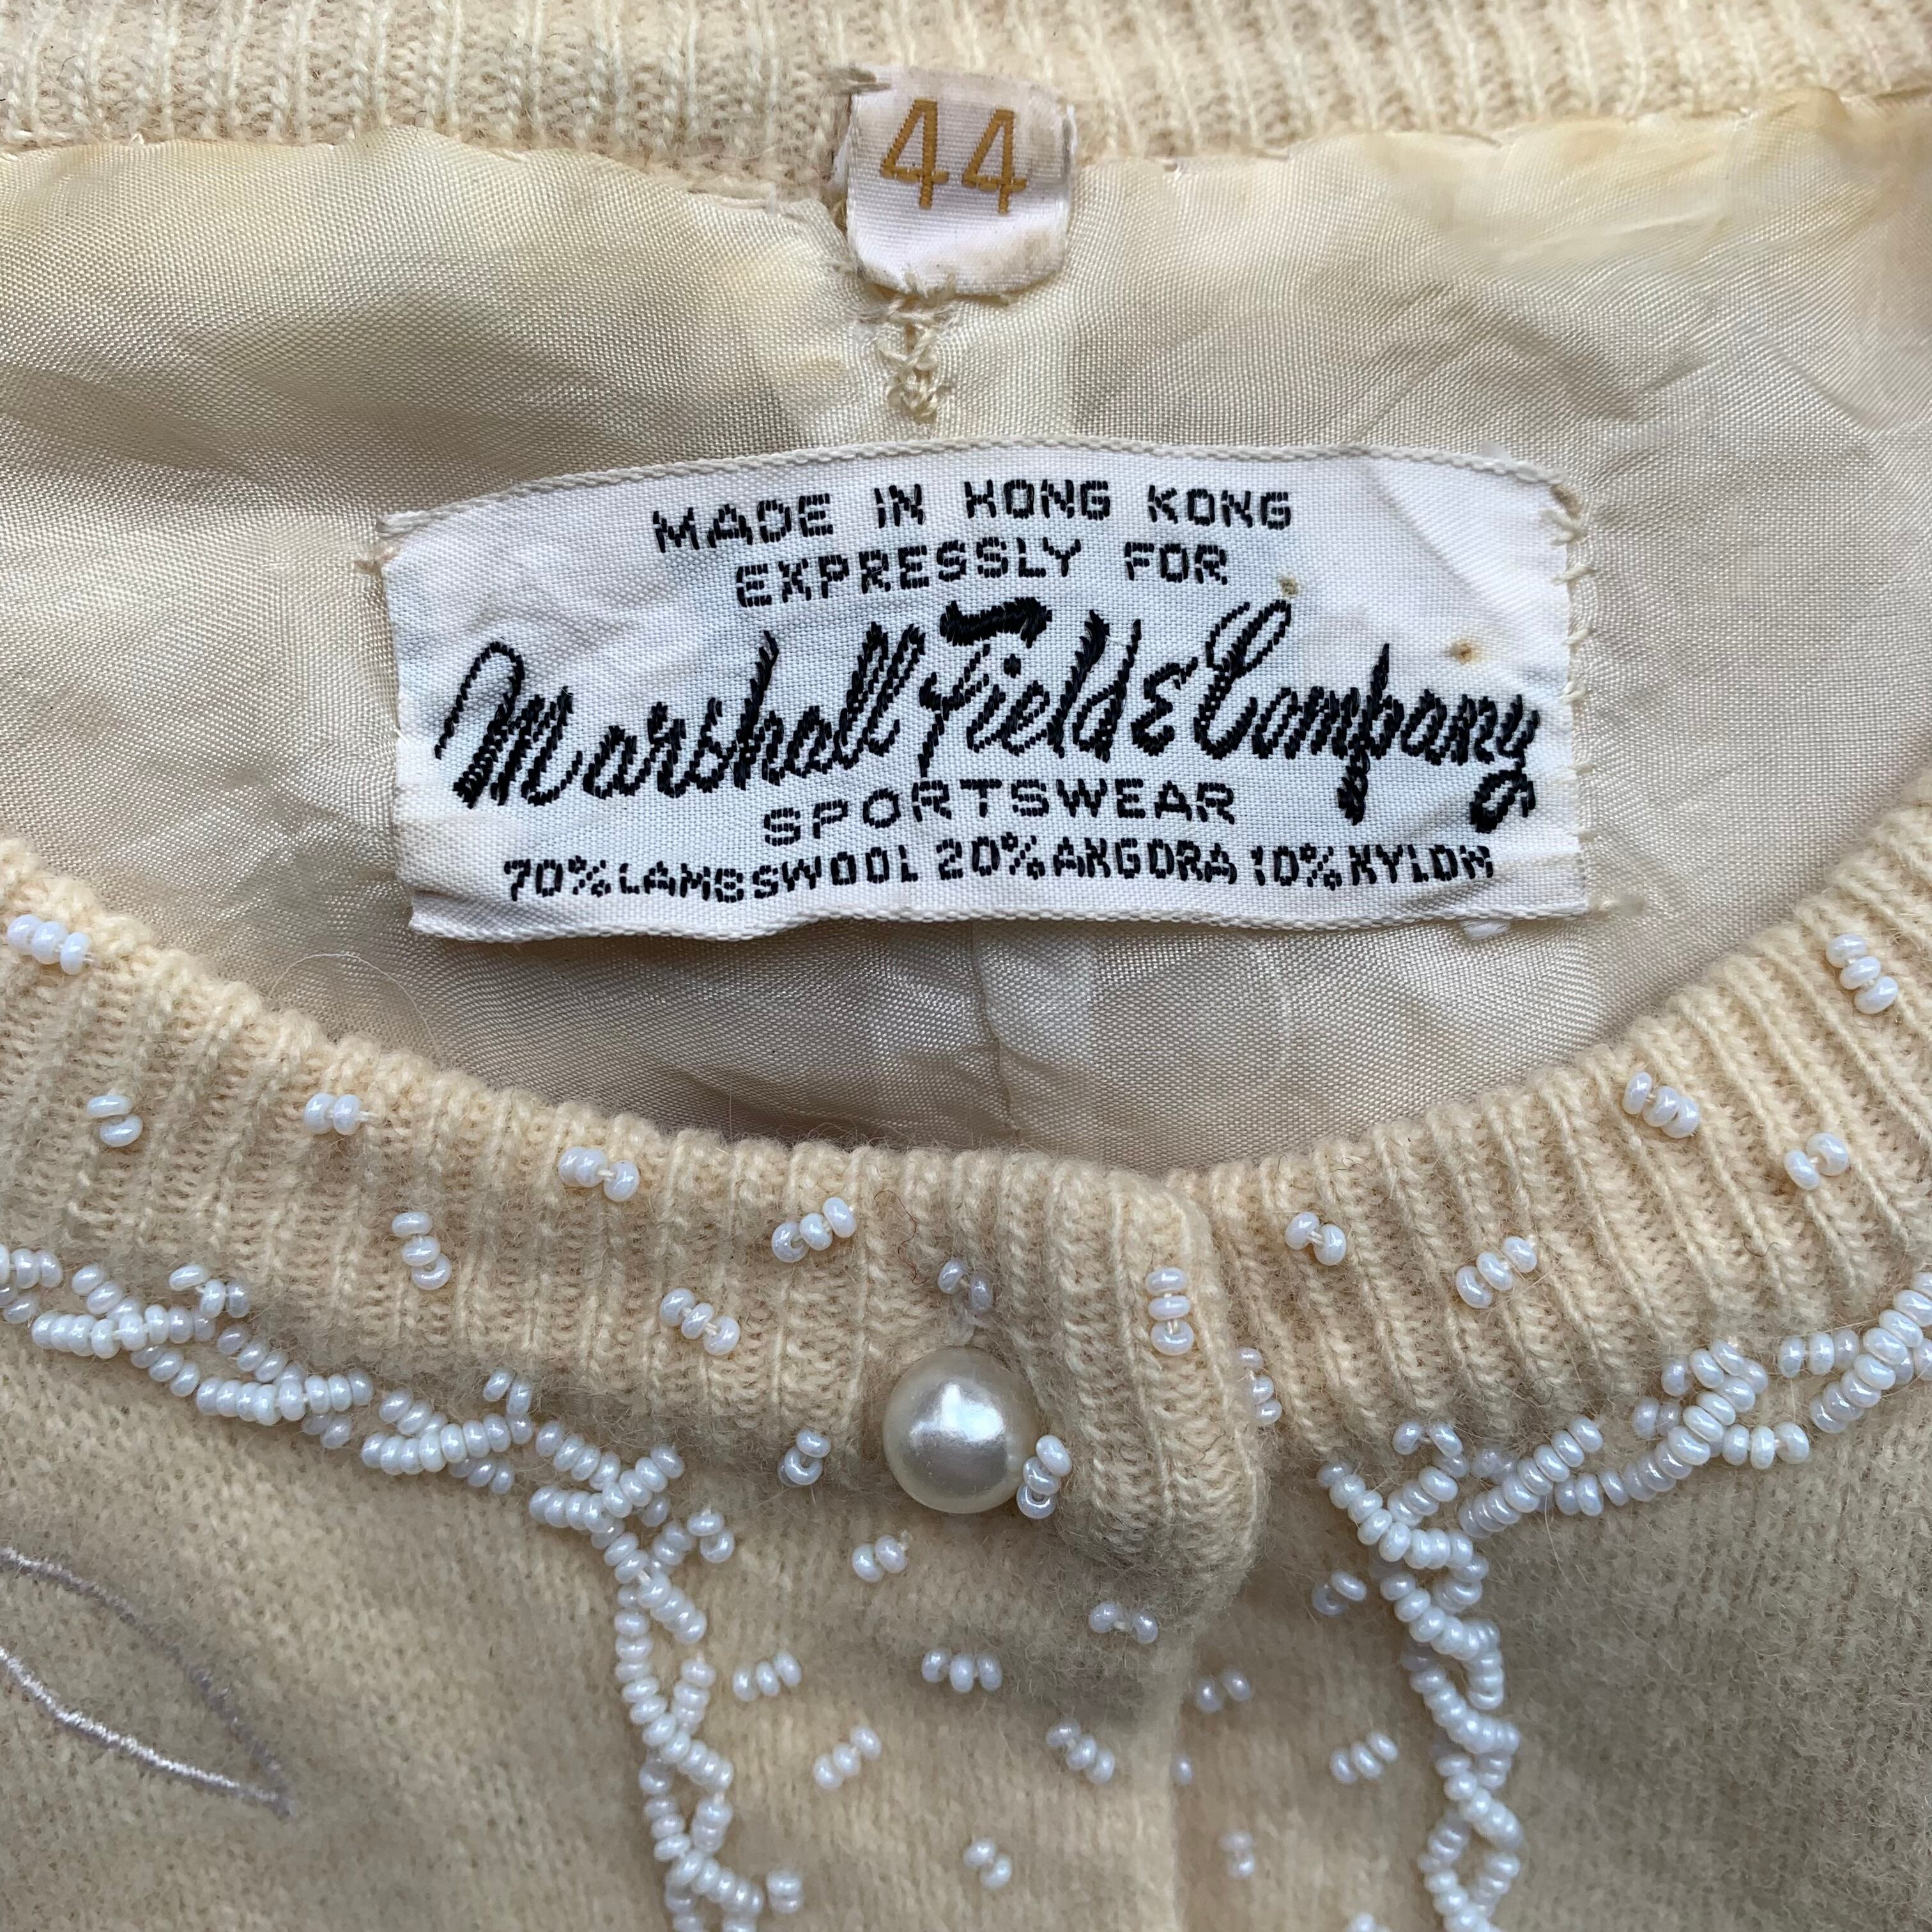 44
MADE IN HONG KONG
EXPRESSLY FOR
Marshall Field & Company
SPORTSWEAR
70% LAMBSWOOL 20% ANGORA 10% NYLON